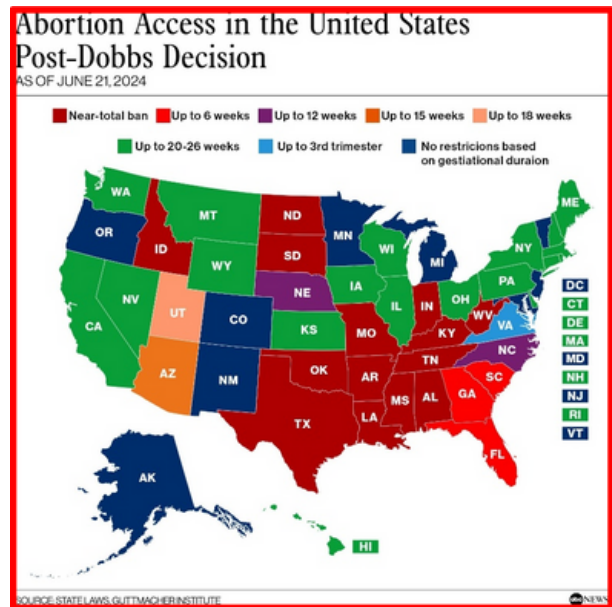 Abortion Access in the United States
Post-Dobbs Decision
AS OF JUNE 21, 2024
Near-total ban Up to 6 weeks Up to 12 weeks Up to 15 weeks Up to 18 weeks
Up to 20-26 weeks Up to 3rd trimester No restricions based
on gestiational duraion
WA
MT
ND
MN
ME
OR
ID
SD
WI
MI
NY
WY
IA
PA
NE
NV
UT
CO
KS
IL
IN
OH
WV
VA
CA
MO
KY
NC
AZ
NM
OK
AR
TN
SC
TX
LA
MS
AL
GA
FL
AK
HI
DC
CT
DE
MA
MD
NH
NJ
RI
VT
SOURCE: STATE LAWS, GUTTMACHER INSTITUTE
abc NEWS